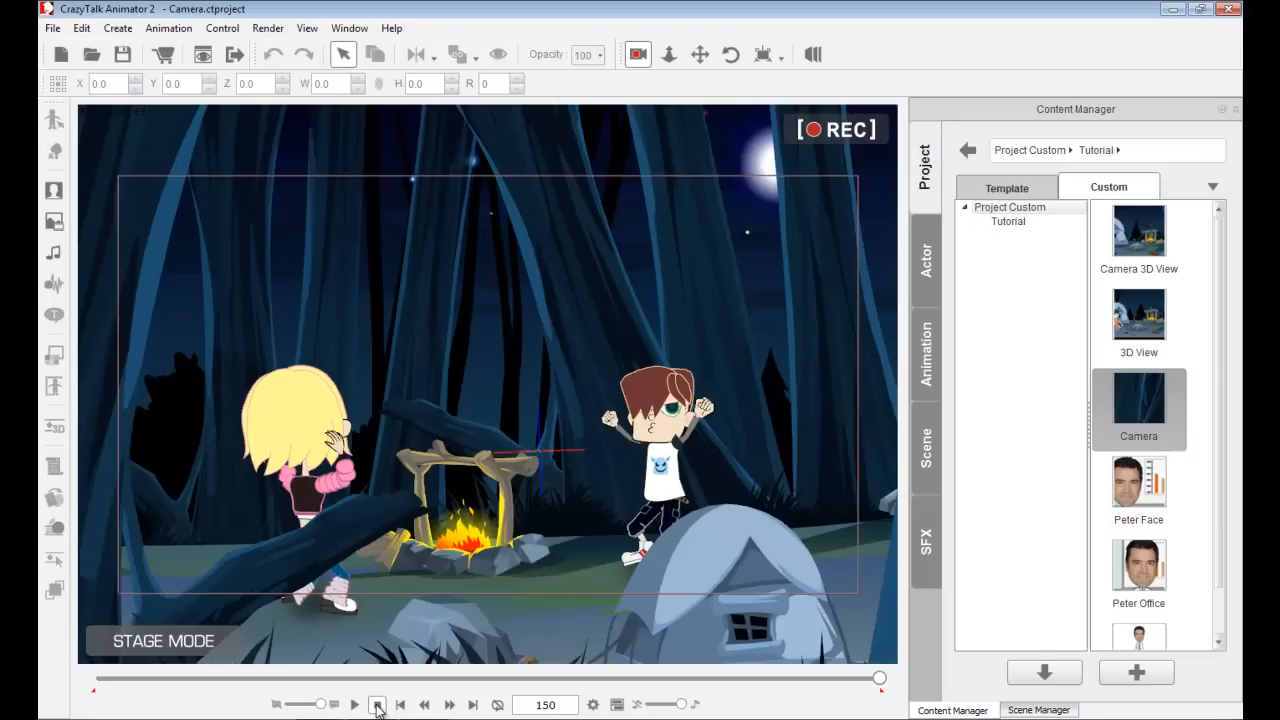 CrazyTalk Animator 2 - Camera.ctproject
File Edit Create Animation Control Render View Window Help
Opacity : 100
X 0.0 Y 0.0 Z 0.0 W 0.0 H 0.0 R 0
Content Manager
[ REC ]
Project Custom Tutorial
Template Custom
Project Custom
Tutorial
Camera 3D View
3D View
Camera
Peter Face
Peter Office
Project
Actor
Animation
Scene
SFX
STAGE MODE
150
Content Manager Scene Manager